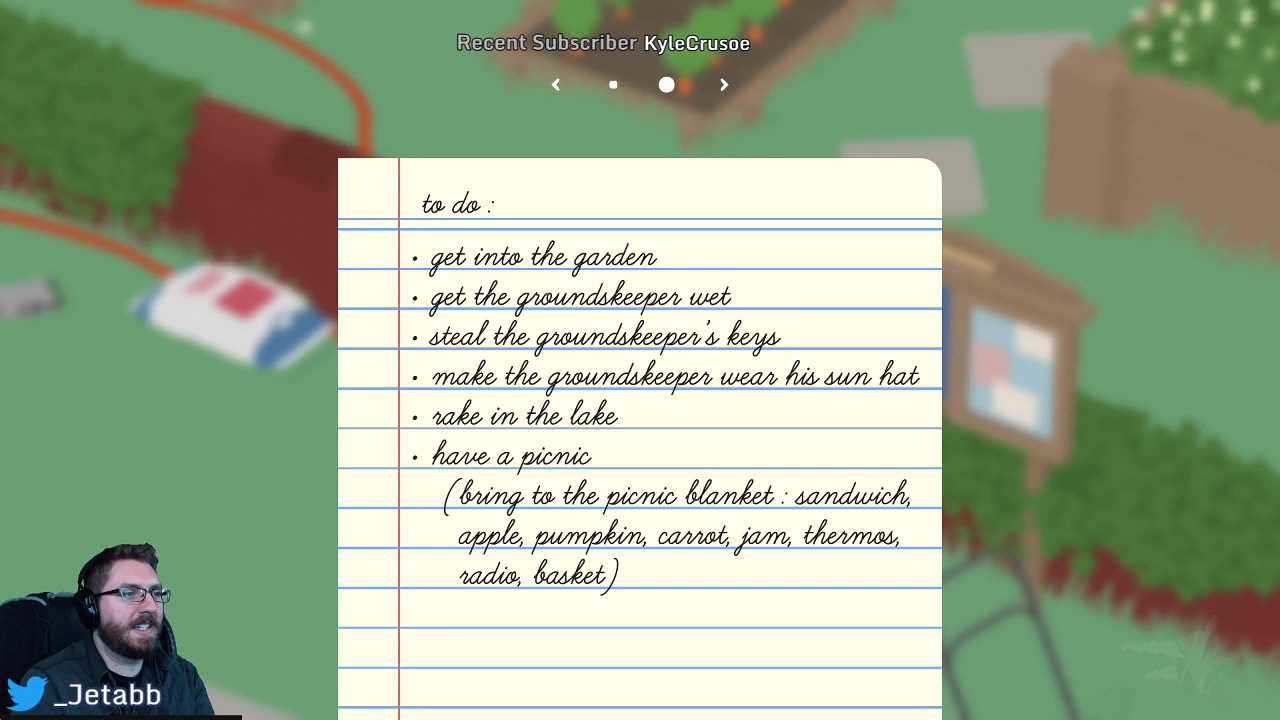 Recent Subscriber KyleCrusoe
to do :
• get into the garden
• get the groundskeeper wet
• steal the groundskeeper's keys
• make the groundskeeper wear his sun hat
• rake in the lake
• have a picnic
(bring to the picnic blanket : sandwich,
apple, pumpkin, carrot, jam, thermos,
radio, basket)
_Jetabb